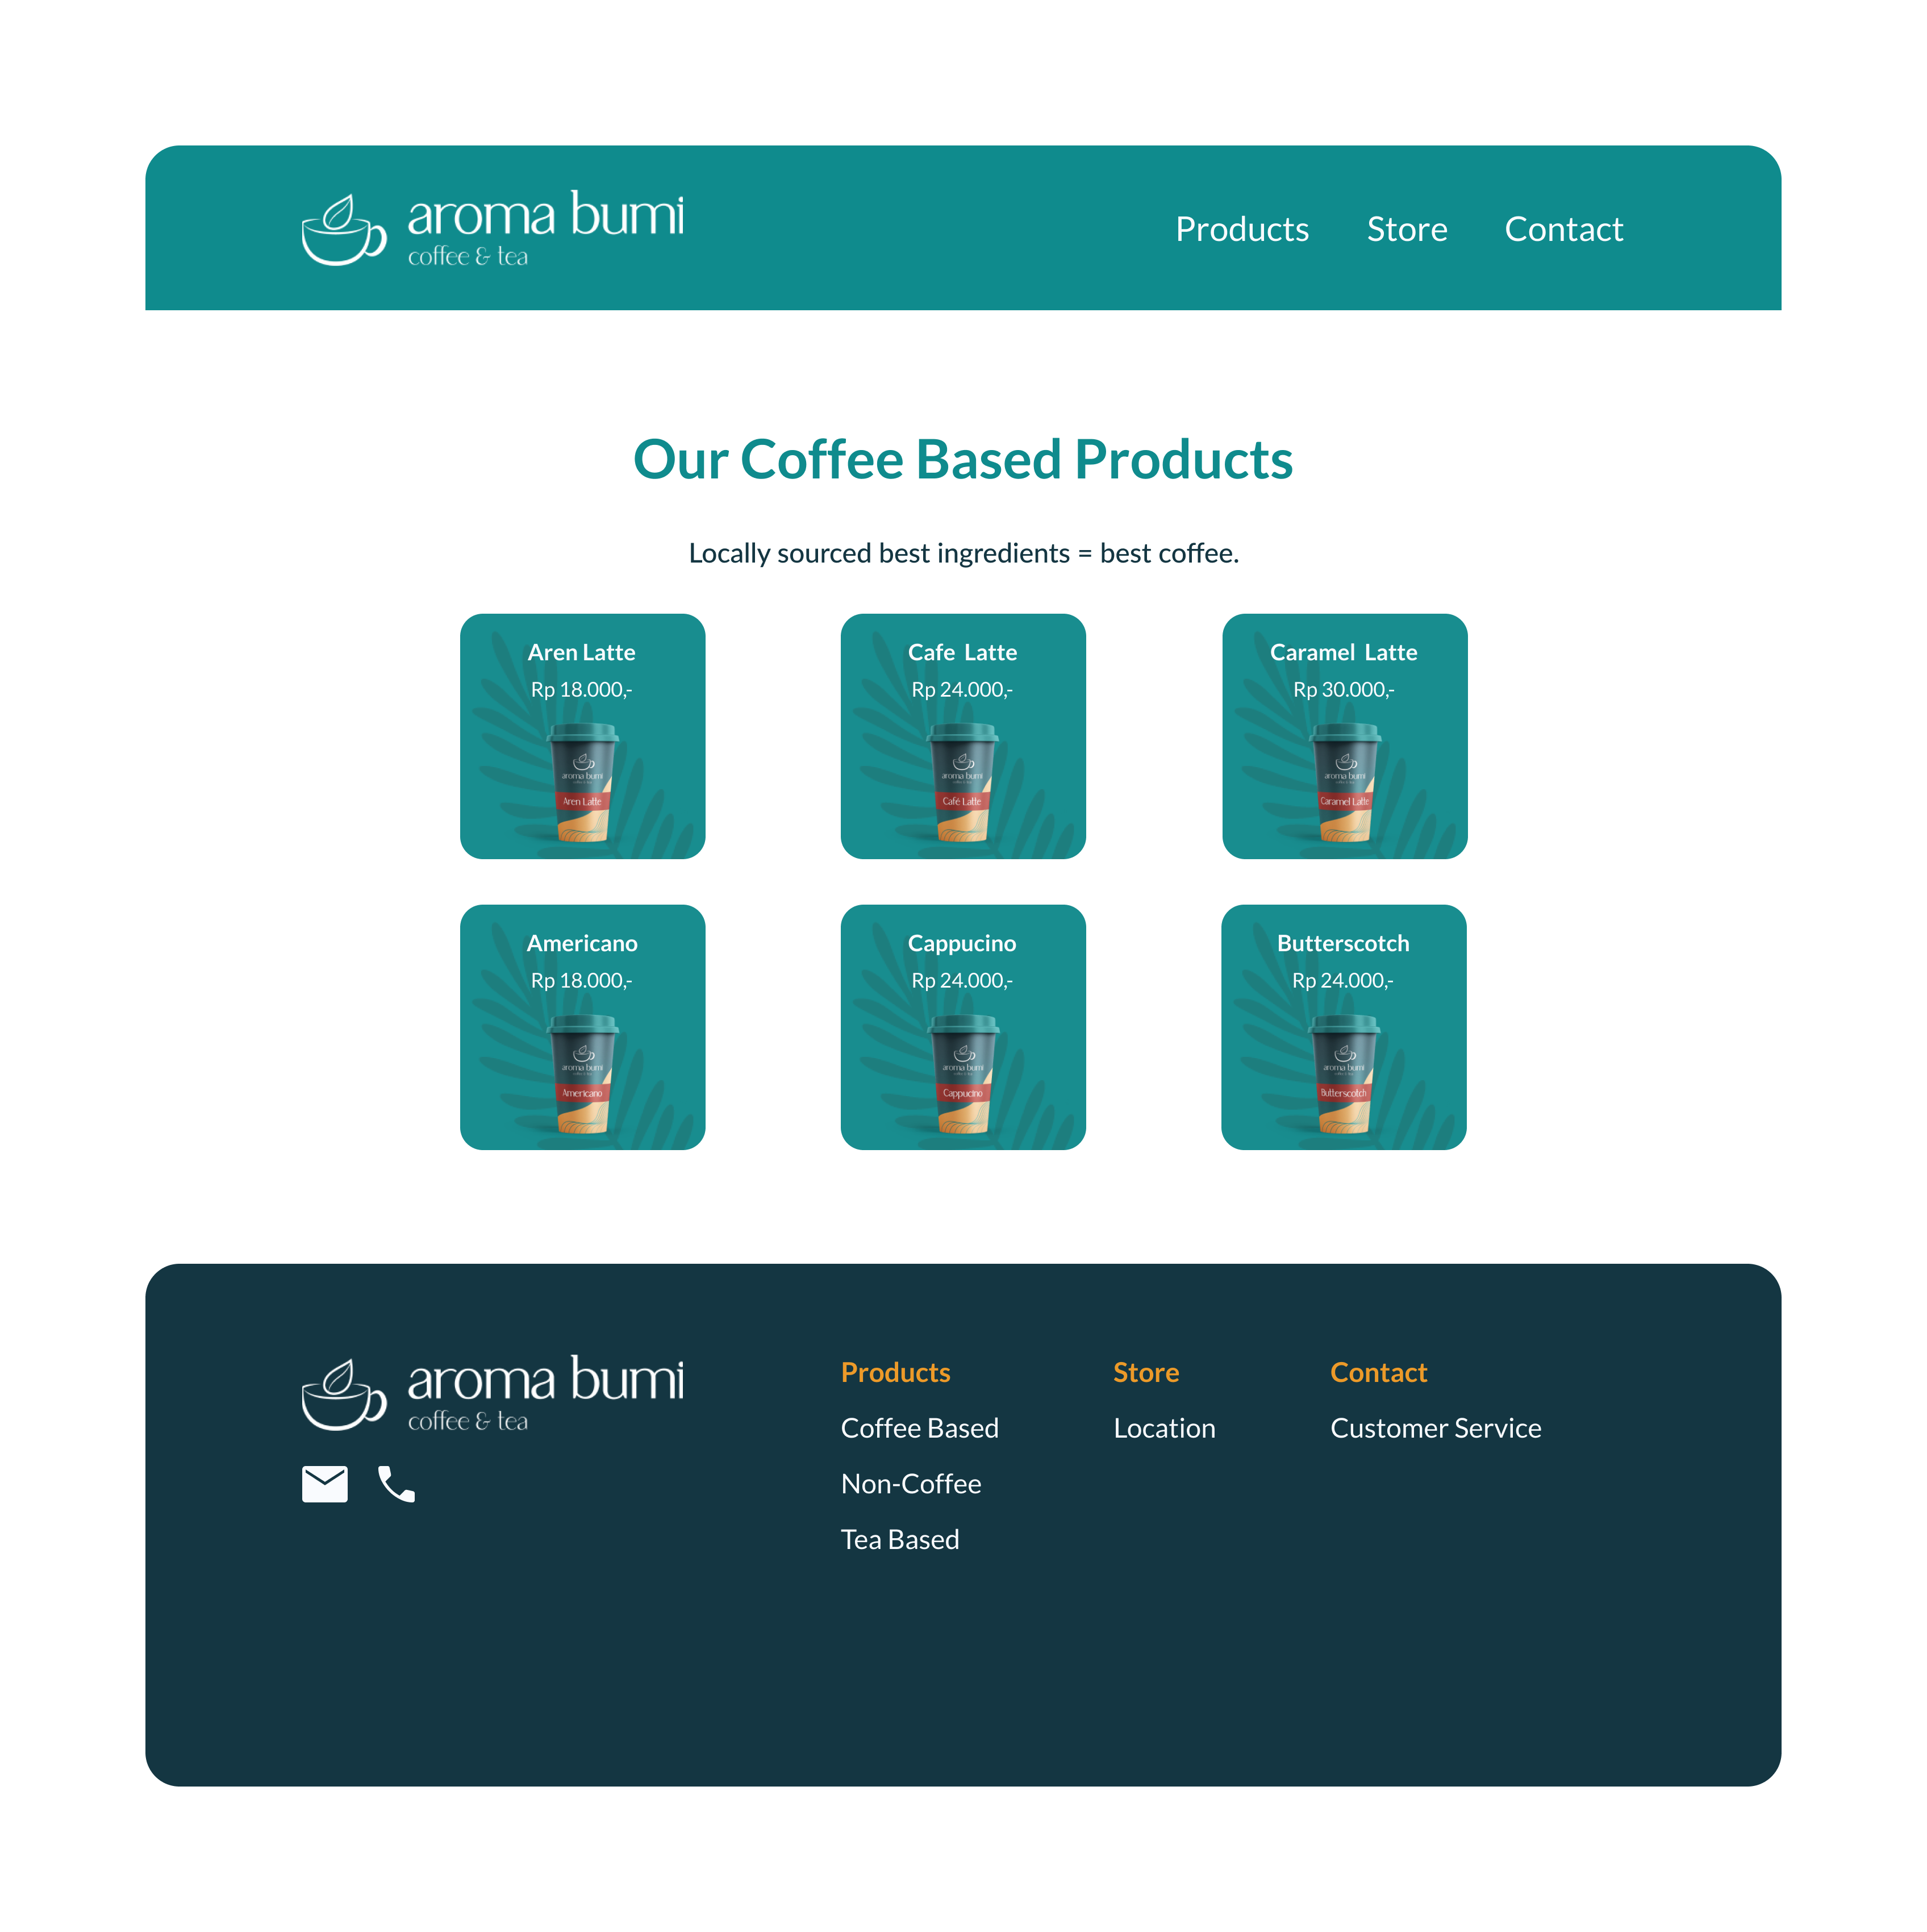 aroma bumi
coffee & tea
Products Store Contact
Our Coffee Based Products
Locally sourced best ingredients = best coffee.
Aren Latte
Rp 18.000,-
aroma bumi
Aren Latte
Cafe Latte
Rp 24.000,-
aroma bumi
Café Latte
Caramel Latte
Rp 30.000,-
aroma bumi
Caramel Latte
Americano
Rp 18.000,-
aroma bumi
Americano
Cappucino
Rp 24.000,-
aroma bumi
Cappucino
Butterscotch
Rp 24.000,-
aroma bumi
Butterscotch
aroma bumi
coffee & tea
Products
Coffee Based
Non-Coffee
Tea Based
Store
Location
Contact
Customer Service